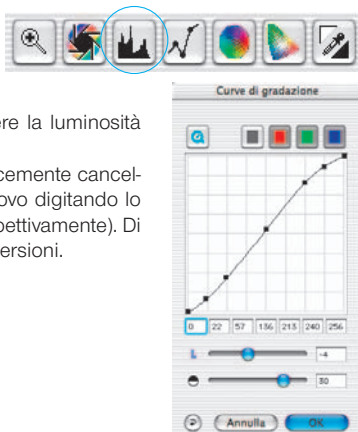 Curve di gradazione
ere la luminosità
cemente cancel-
ovo digitando lo
pettivamente). Di
ersioni.
0 22 57 136 213 240 256
L -4
30
Annulla OK